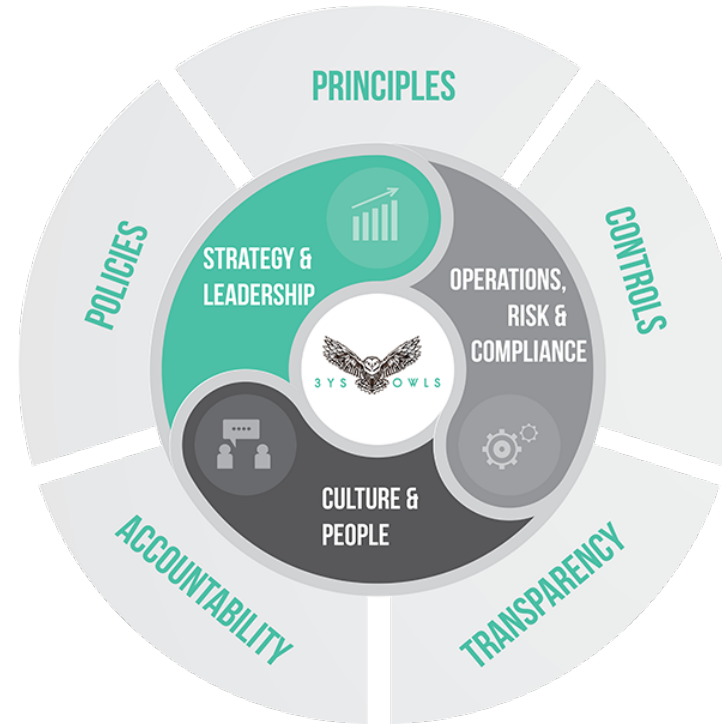 PRINCIPLES
POLICIES
CONTROLS
STRATEGY &
LEADERSHIP
OPERATIONS,
RISK &
COMPLIANCE
3YS OWLS
CULTURE &
PEOPLE
ACCOUNTABILITY
TRANSPARENCY